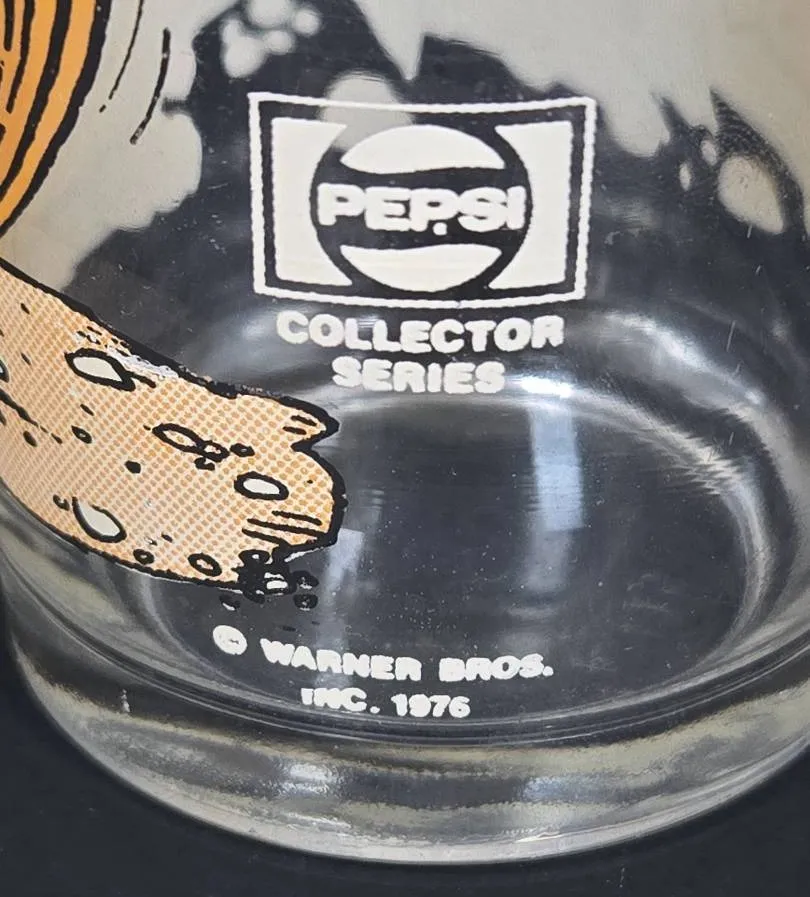 PEPSI
COLLECTOR
SERIES
© WARNER BROS.
INC. 1976